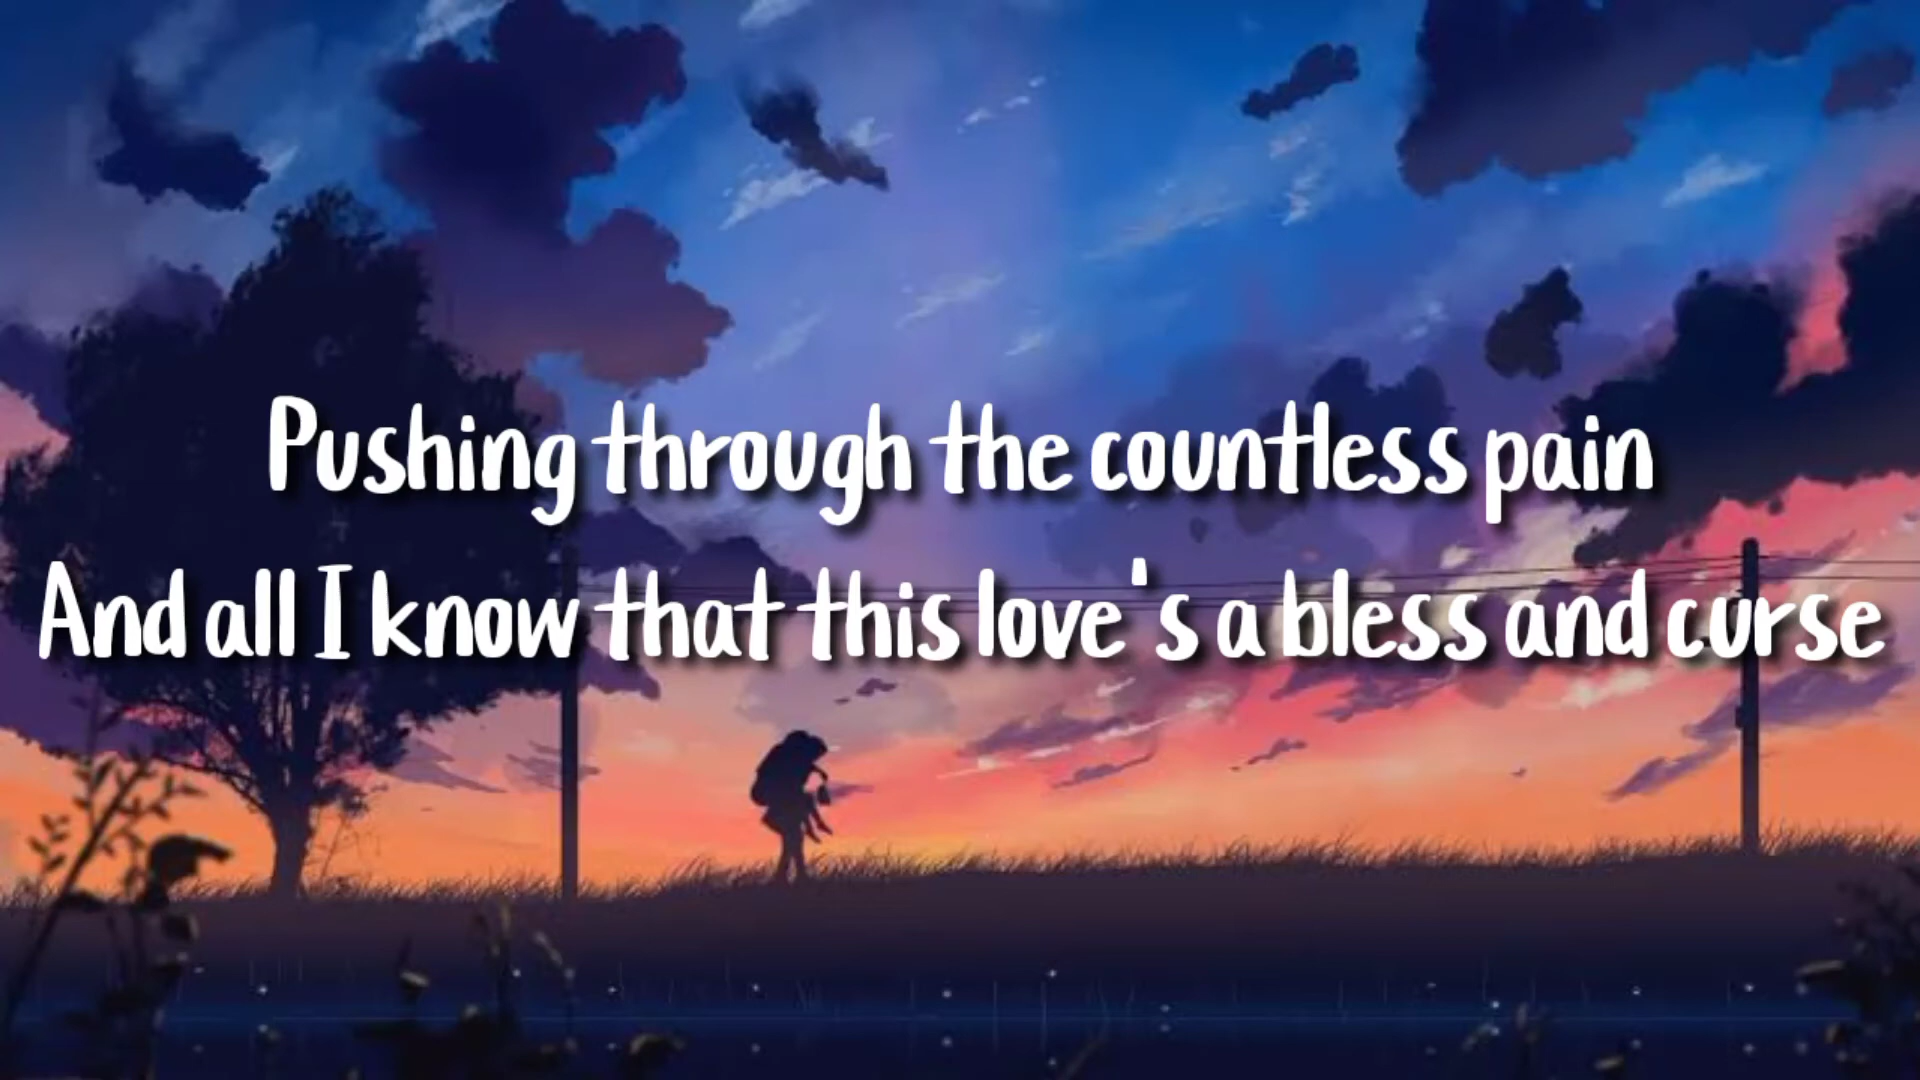 Pushing through the countless pain
And all I know that this love's a bless and curse